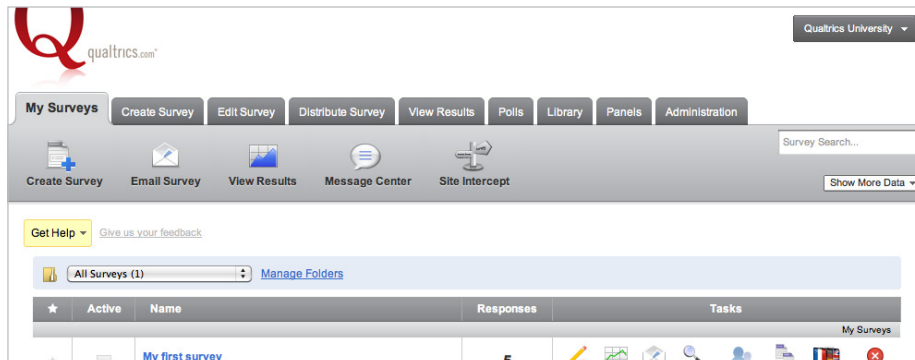 Q
qualtrics.com
Qualtrics University
My Surveys Create Survey Edit Survey Distribute Survey View Results Polls Library Panels Administration
Survey Search...
Create Survey Email Survey View Results Message Center Site Intercept
Show More Data
Get Help Give us your feedback
All Surveys (1) Manage Folders
Active Name Responses Tasks
My Surveys
My first survey 5